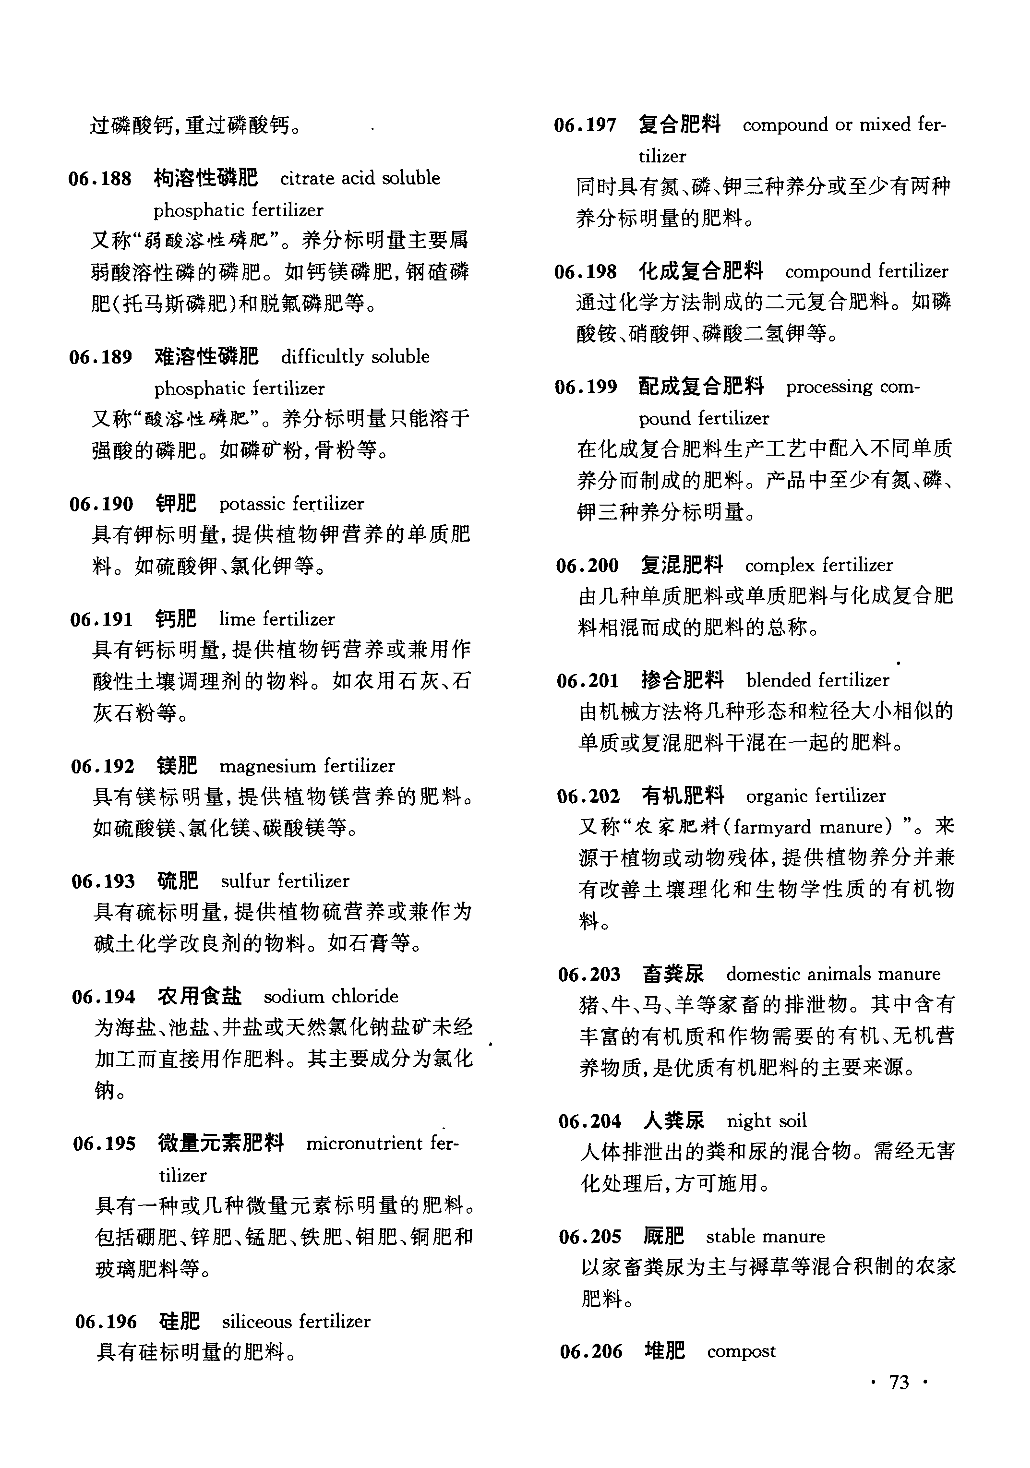 过磷酸钙,重过磷酸钙。
06.188 枸溶性磷肥 citrate acid soluble
phosphatic fertilizer
又称“弱酸溶性磷肥”。养分标明量主要属
弱酸溶性磷的磷肥。如钙镁磷肥,钢碴磷
肥(托马斯磷肥)和脱氟磷肥等。
06.189 难溶性磷肥 difficultly soluble
phosphatic fertilizer
又称“酸溶性磷肥”。养分标明量只能溶于
强酸的磷肥。如磷矿粉,骨粉等。
06.190 钾肥 potassic fertilizer
具有钾标明量,提供植物钾营养的单质肥
料。如硫酸钾、氯化钾等。
06.191 钙肥 lime fertilizer
具有钙标明量,提供植物钙营养或兼用作
酸性土壤调理剂的物料。如农用石灰、石
灰石粉等。
06.192 镁肥 magnesium fertilizer
具有镁标明量,提供植物镁营养的肥料。
如硫酸镁、氯化镁、碳酸镁等。
06.193 硫肥 sulfur fertilizer
具有硫标明量,提供植物硫营养或兼作为
碱土化学改良剂的物料。如石膏等。
06.194 农用食盐 sodium chloride
为海盐、池盐、井盐或天然氯化钠盐矿未经
加工而直接用作肥料。其主要成分为氯化
钠。
06.195 微量元素肥料 micronutrient fer-
tilizer
具有一种或几种微量元素标明量的肥料。
包括硼肥、锌肥、锰肥、铁肥、钼肥、铜肥和
玻璃肥料等。
06.196 硅肥 siliceous fertilizer
具有硅标明量的肥料。
06.197 复合肥料 compound or mixed fer-
tilizer
同时具有氮、磷、钾三种养分或至少有两种
养分标明量的肥料。
06.198 化成复合肥料 compound fertilizer
通过化学方法制成的二元复合肥料。如磷
酸铵、硝酸钾、磷酸二氢钾等。
06.199 配成复合肥料 processing com-
pound fertilizer
在化成复合肥料生产工艺中配入不同单质
养分而制成的肥料。产品中至少有氮、磷、
钾三种养分标明量。
06.200 复混肥料 complex fertilizer
由几种单质肥料或单质肥料与化成复合肥
料相混而成的肥料的总称。
06.201 掺合肥料 blended fertilizer
由机械方法将几种形态和粒径大小相似的
单质或复混肥料干混在一起的肥料。
06.202 有机肥料 organic fertilizer
又称“农家肥料(farmyard manure)”。来
源于植物或动物残体,提供植物养分并兼
有改善土壤理化和生物学性质的有机物
料。
06.203 畜粪尿 domestic animals manure
猪、牛、马、羊等家畜的排泄物。其中含有
丰富的有机质和作物需要的有机、无机营
养物质,是优质有机肥料的主要来源。
06.204 人粪尿 night soil
人体排泄出的粪和尿的混合物。需经无害
化处理后,方可施用。
06.205 厩肥 stable manure
以家畜粪尿为主与褥草等混合积制的农家
肥料。
06.206 堆肥 compost
· 73 ·